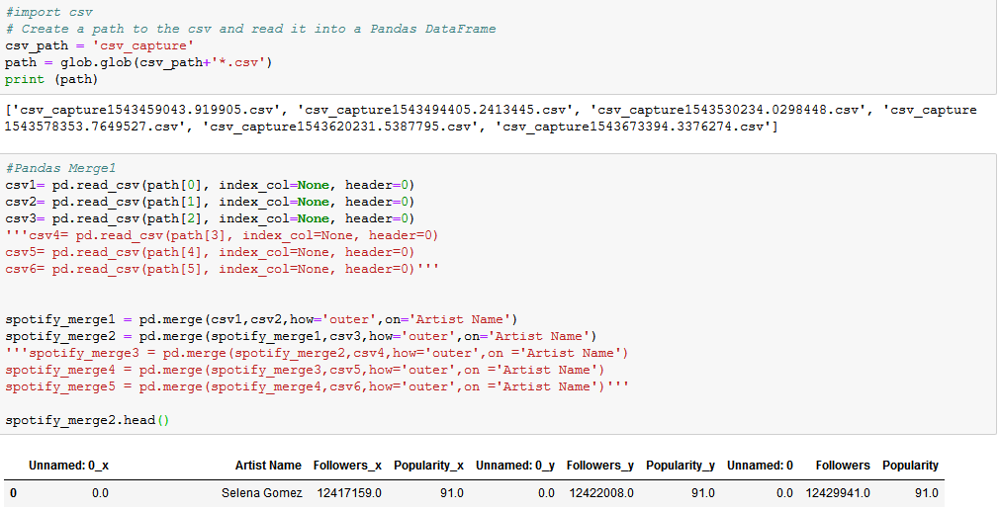 #import csv
# Create a path to the csv and read it into a Pandas DataFrame
csv_path = 'csv_capture'
path = glob.glob(csv_path+'*.csv')
print (path)
['csv_capture1543459043.919905.csv', 'csv_capture1543494405.2413445.csv', 'csv_capture1543530234.0298448.csv', 'csv_capture
1543578353.7649527.csv', 'csv_capture1543620231.5387795.csv', 'csv_capture1543673394.3376274.csv']
#Pandas Merge1
csv1= pd.read_csv(path[0], index_col=None, header=0)
csv2= pd.read_csv(path[1], index_col=None, header=0)
csv3= pd.read_csv(path[2], index_col=None, header=0)
'''csv4= pd.read_csv(path[3], index_col=None, header=0)
csv5= pd.read_csv(path[4], index_col=None, header=0)
csv6= pd.read_csv(path[5], index_col=None, header=0)'''
spotify_merge1 = pd.merge(csv1,csv2,how='outer',on='Artist Name')
spotify_merge2 = pd.merge(spotify_merge1,csv3,how='outer',on='Artist Name')
'''spotify_merge3 = pd.merge(spotify_merge2,csv4,how='outer',on ='Artist Name')
spotify_merge4 = pd.merge(spotify_merge3,csv5,how='outer',on ='Artist Name')
spotify_merge5 = pd.merge(spotify_merge4,csv6,how='outer',on ='Artist Name')'''
spotify_merge2.head()
Unnamed: 0_x Artist Name Followers_x Popularity_x Unnamed: 0_y Followers_y Popularity_y Unnamed: 0 Followers Popularity
0 0.0 Selena Gomez 12417159.0 91.0 0.0 12422008.0 91.0 0.0 12429941.0 91.0